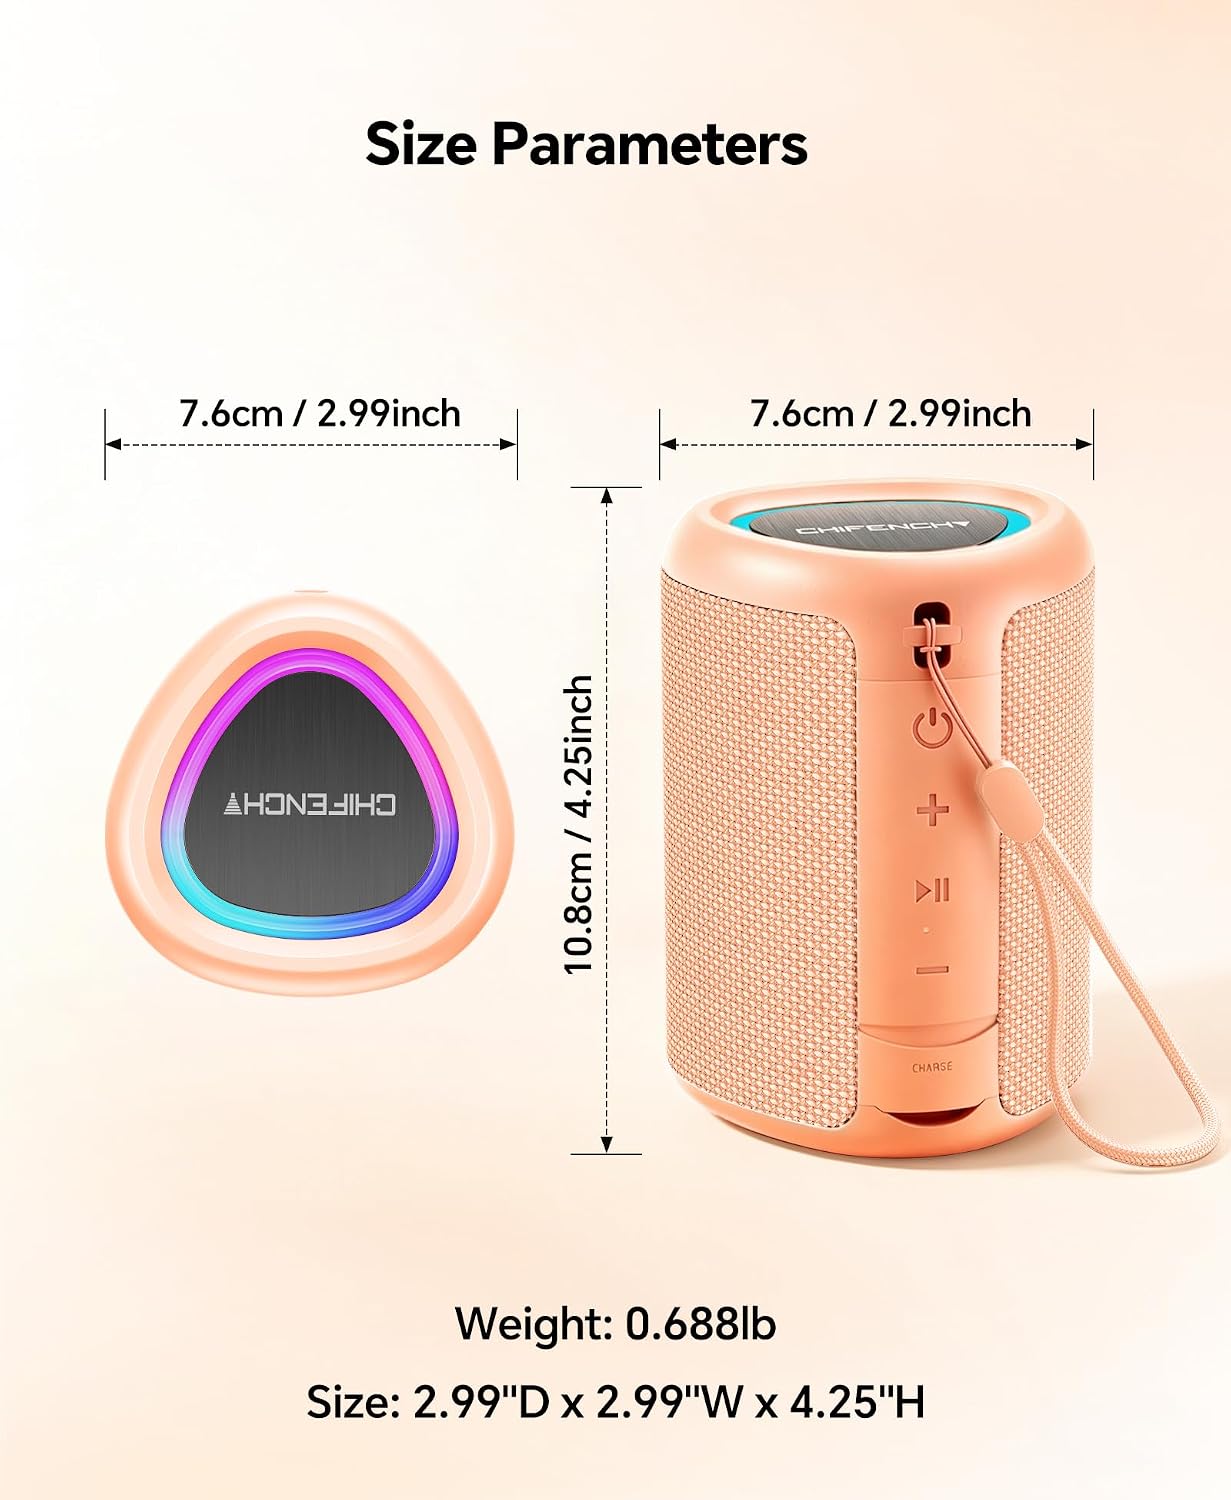 Size Parameters
7.6cm / 2.99inch
7.6cm / 2.99inch
CHIFENCH
10.8cm / 4.25inch
CHIFENCH
CHARSE
Weight: 0.688lb
Size: 2.99"D x 2.99"W x 4.25"H